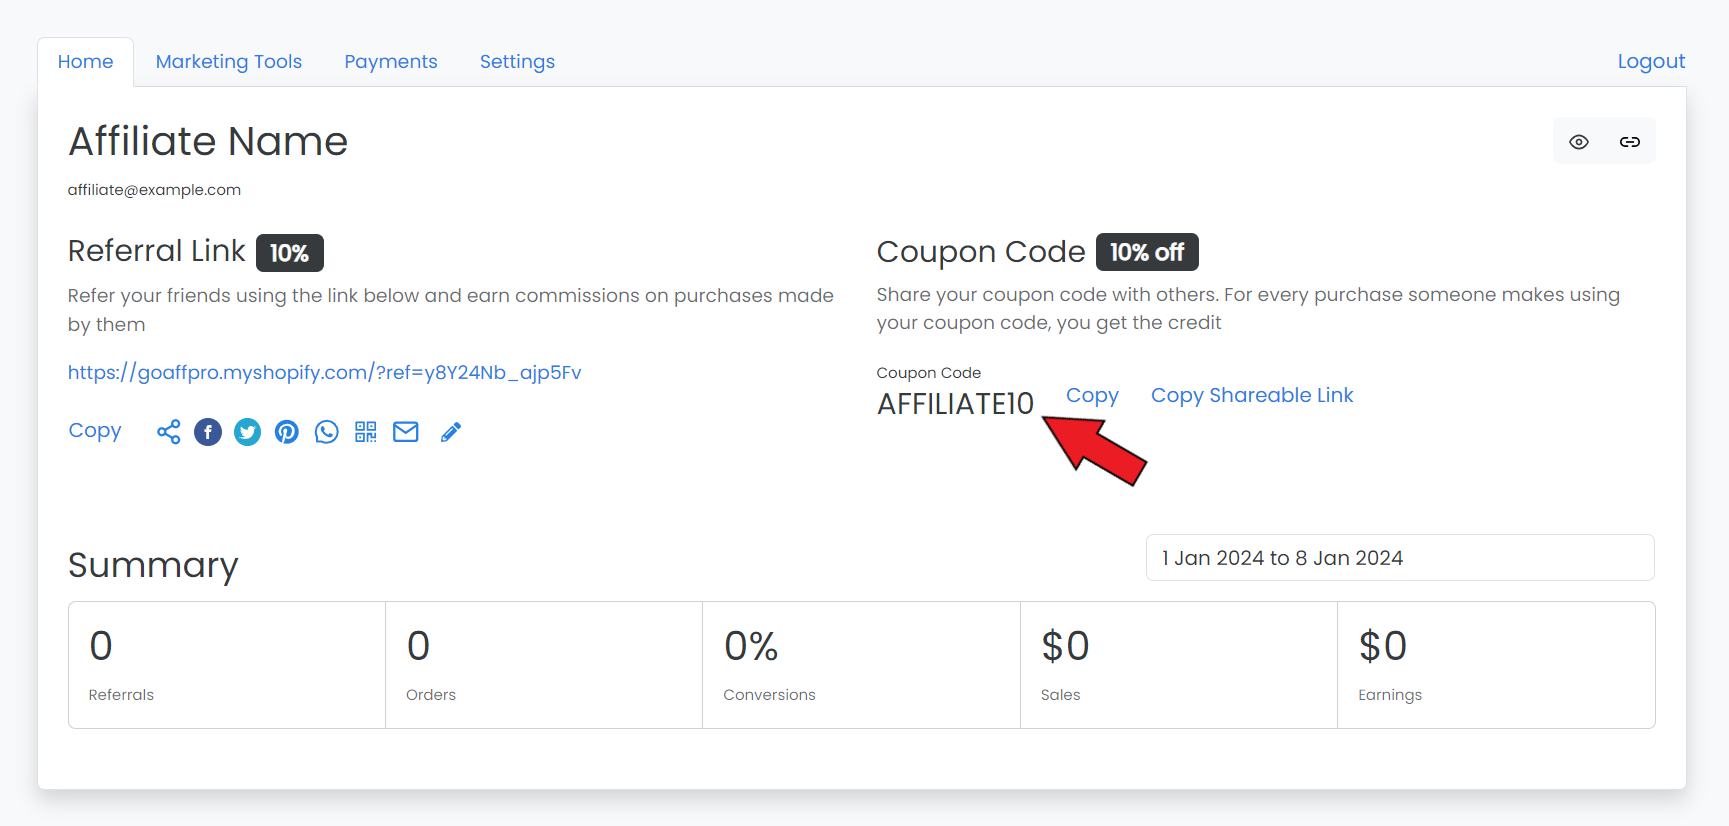 Home Marketing Tools Payments Settings Logout
Affiliate Name
affiliate@example.com
Referral Link 10%
Refer your friends using the link below and earn commissions on purchases made
by them
https://goaffpro.myshopify.com/?ref=y8Y24Nb_ajp5Fv
Copy
Coupon Code 10% off
Share your coupon code with others. For every purchase someone makes using
your coupon code, you get the credit
Coupon Code
AFFILIATE10 Copy Copy Shareable Link
Summary
1 Jan 2024 to 8 Jan 2024
0
Referrals
0
Orders
0%
Conversions
$0
Sales
$0
Earnings